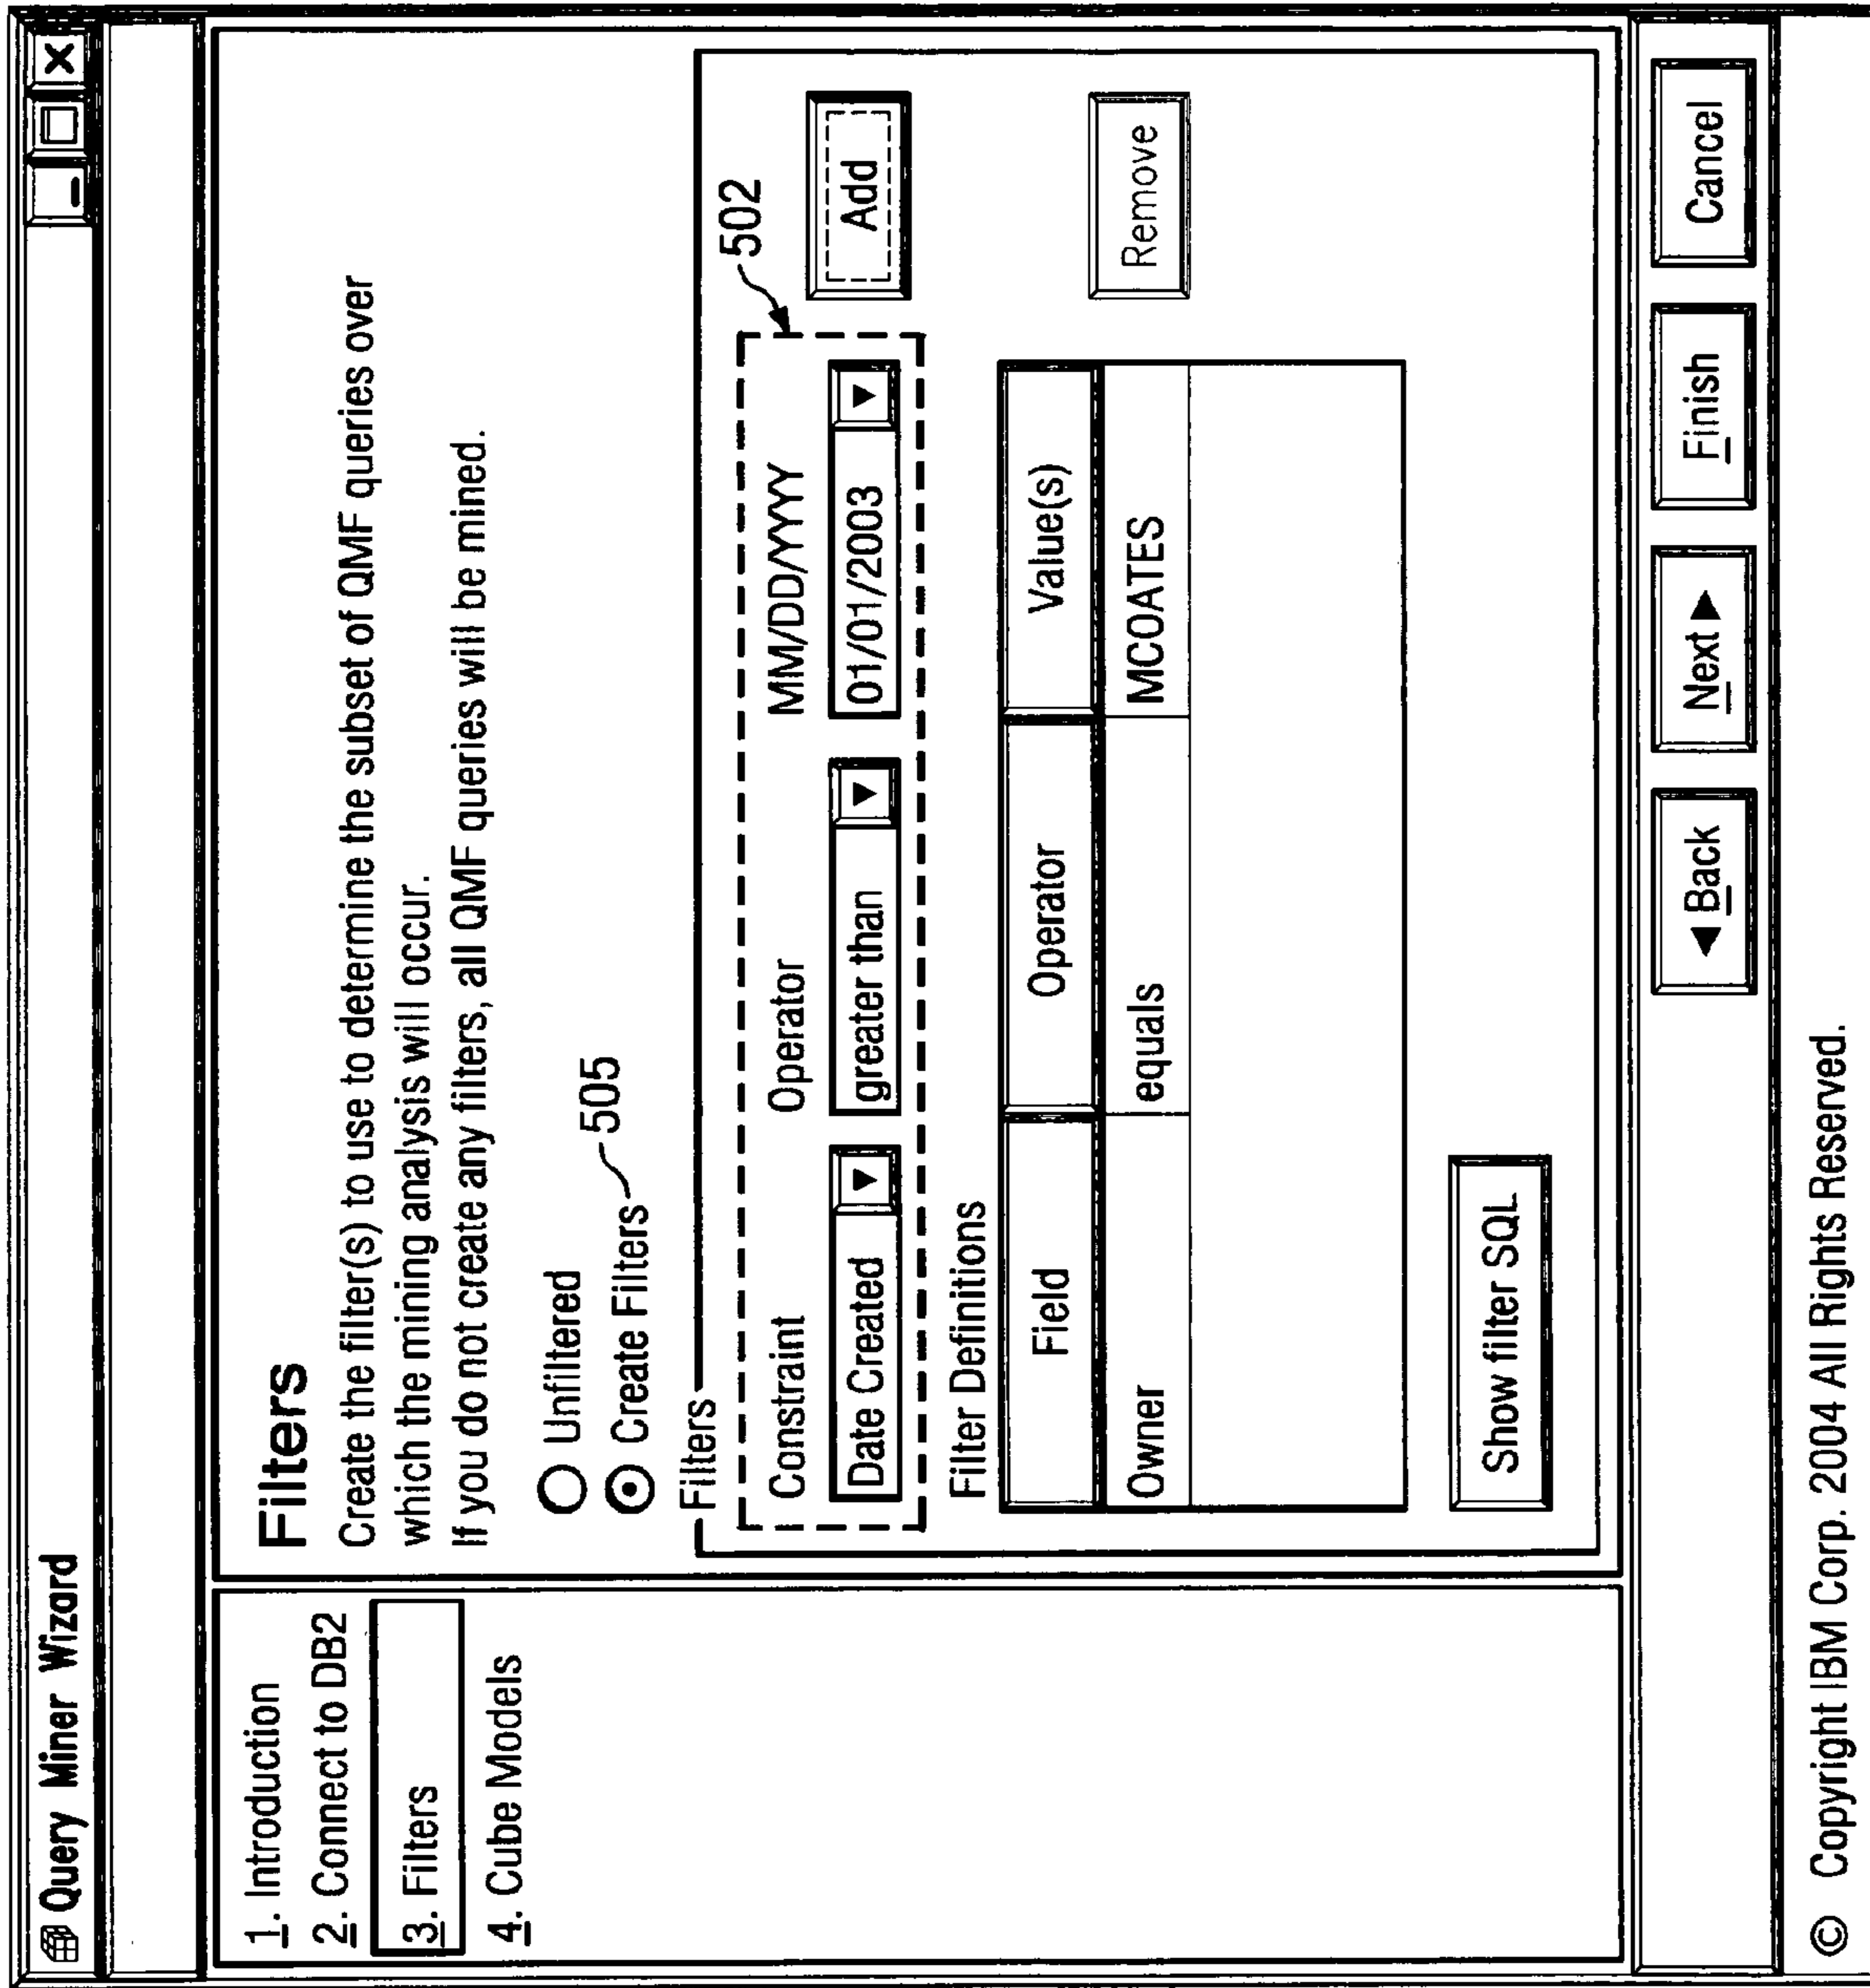 Query Miner Wizard
1. Introduction
2. Connect to DB2
3. Filters
4. Cube Models
Filters
Create the filter(s) to use to determine the subset of QMF queries over
which the mining analysis will occur.
If you do not create any filters, all QMF queries will be mined.
Unfiltered
Create Filters 505
Filters
502
Constraint Operator MM/DD/YYY
Date Created greater than 01/01/2003 Add
Filter Definitions
Field Operator Value(s)
Owner equals MCOATES
Remove
Show filter SQL
Back Next Finish Cancel
© Copyright IBM Corp. 2004 All Rights Reserved.